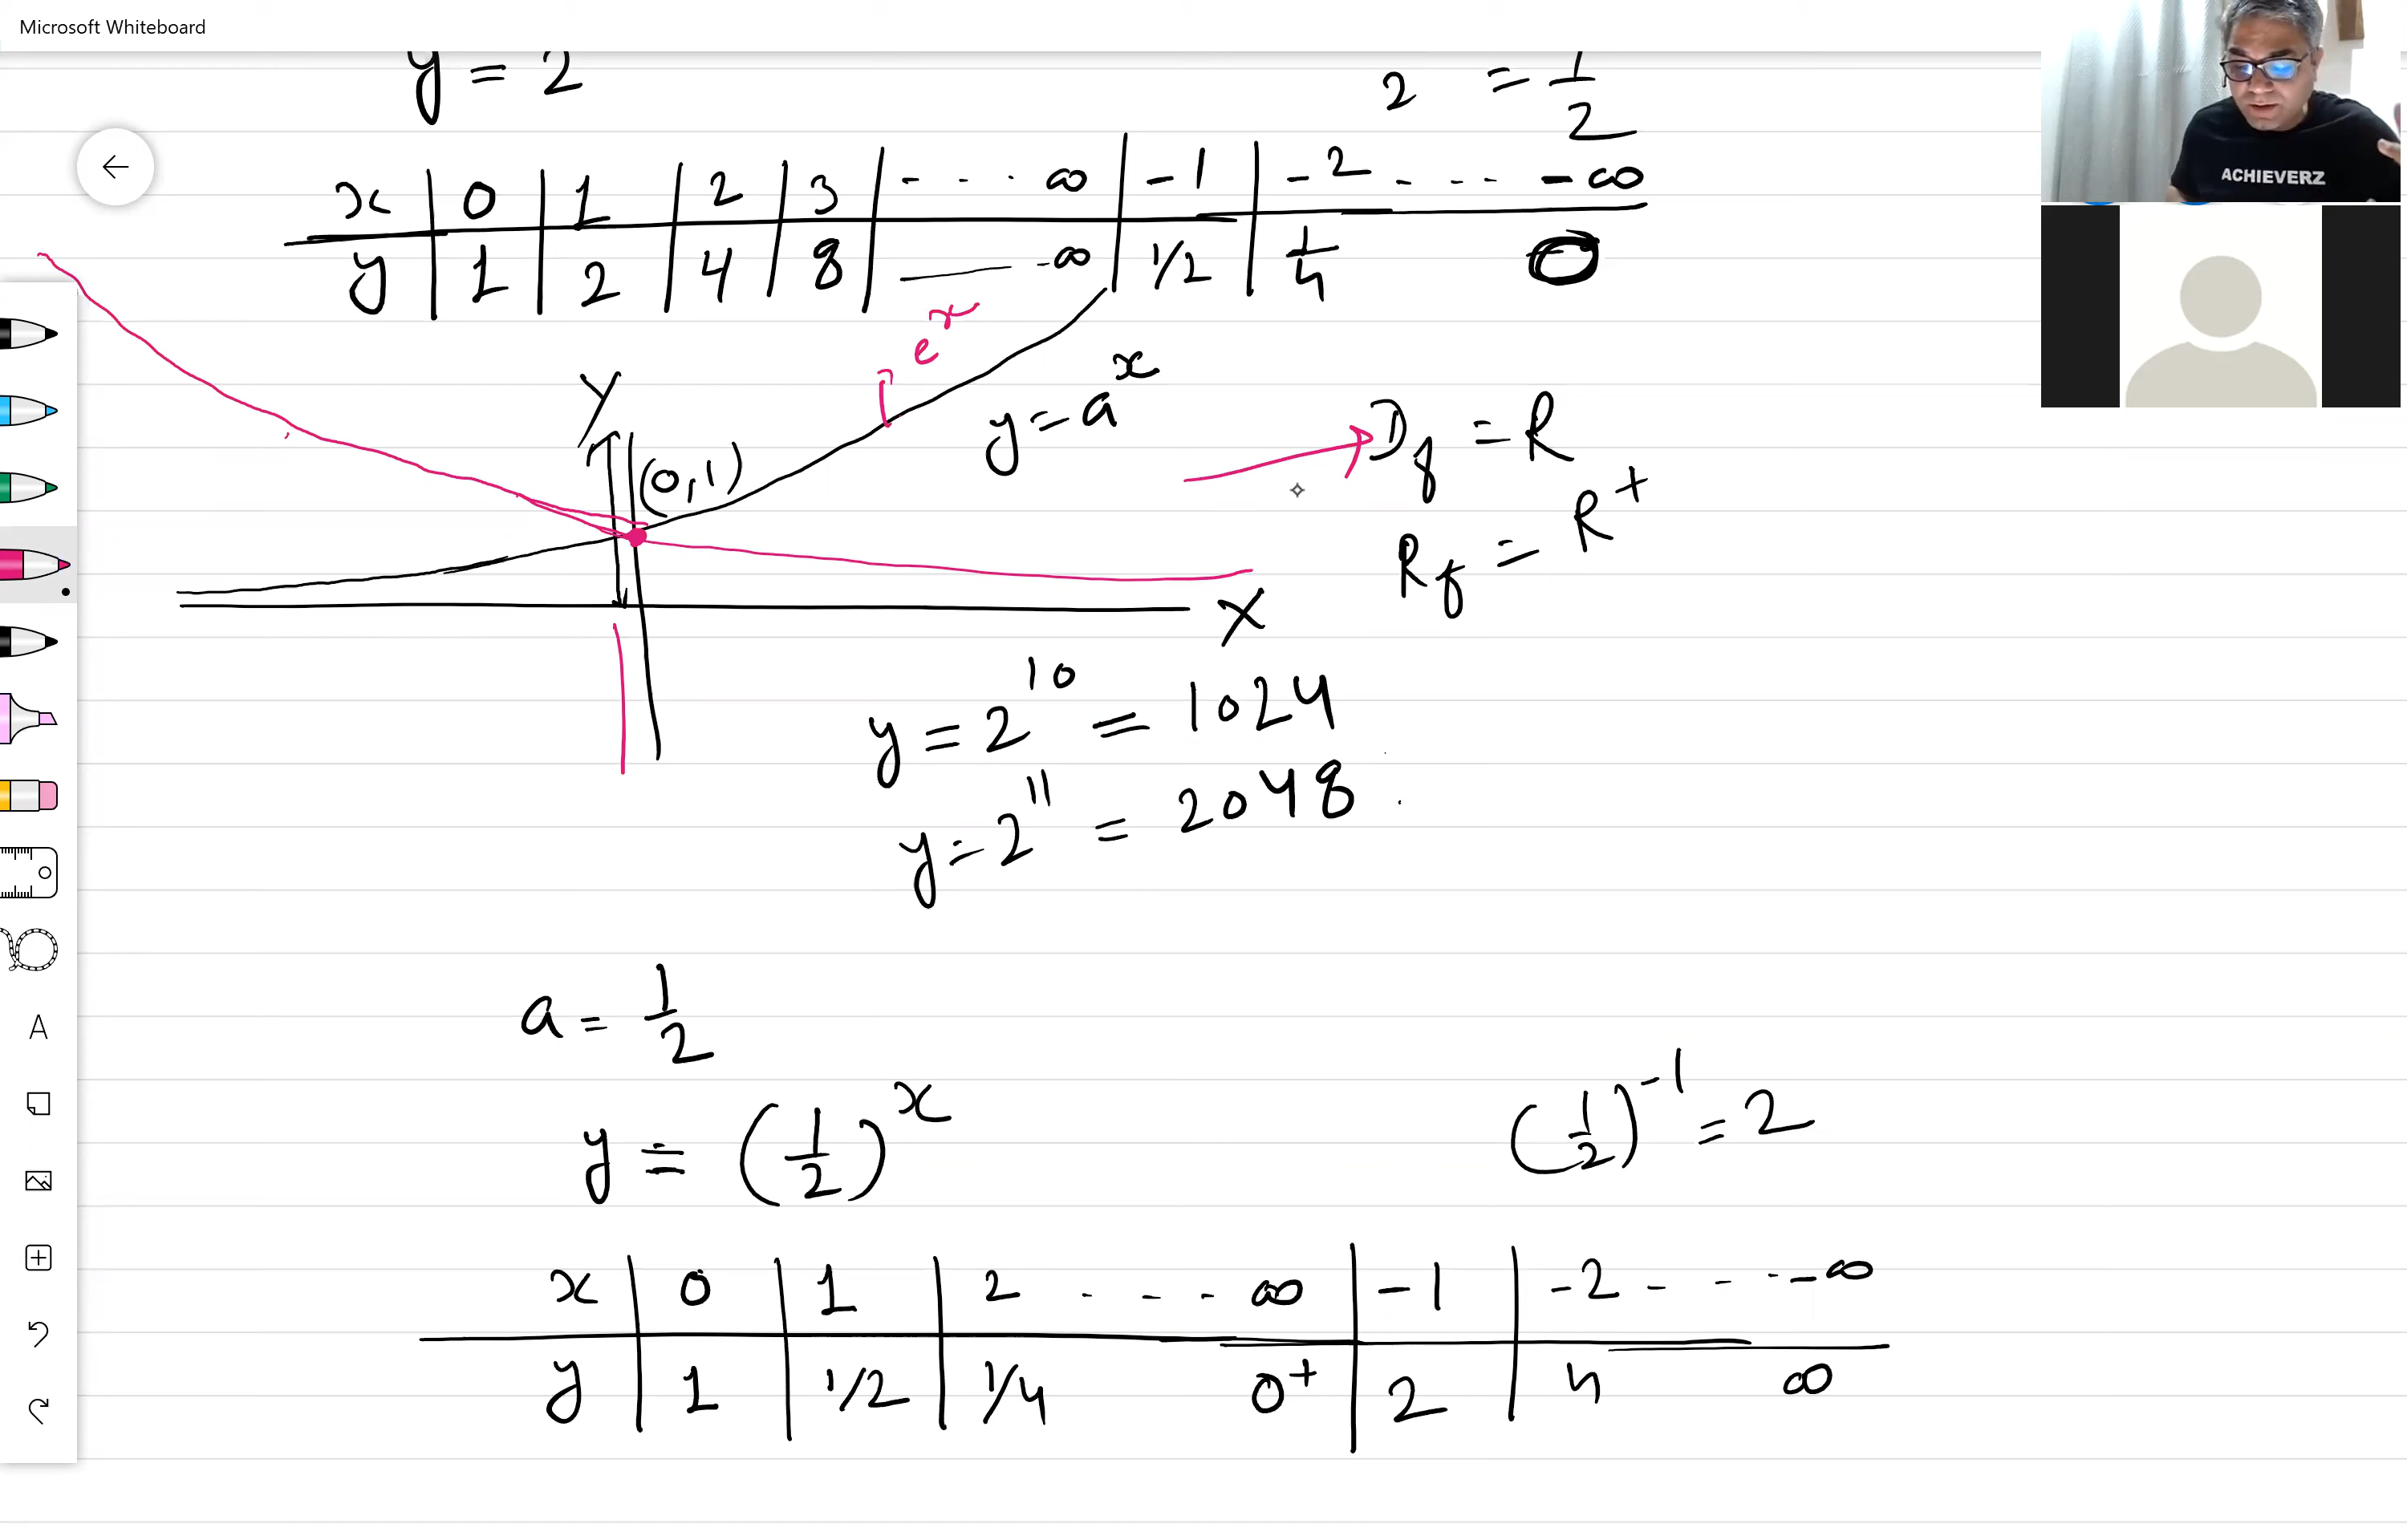 Microsoft Whiteboard
ACHIEVERZ
y = 2
2 = 1/2
x | 0 | 1 | 2 | 3 | - - · ∞ | -1 | -2 - -- -∞
y | 1 | 2 | 4 | 8 | —— ∞ | 1/2 | 1/4 0
e^x
Y
y = a^x
(0,1)
D_f = R
R_f = R^+
X
y = 2^10 = 1024
y = 2^11 = 2048
a = 1/2
y = (1/2)^x
(1/2)^-1 = 2
x | 0 | 1 | 2 - - - ∞ | -1 | -2 - - - -∞
y | 1 | 1/2 | 1/4 0^+ | 2 | 4 ∞
A